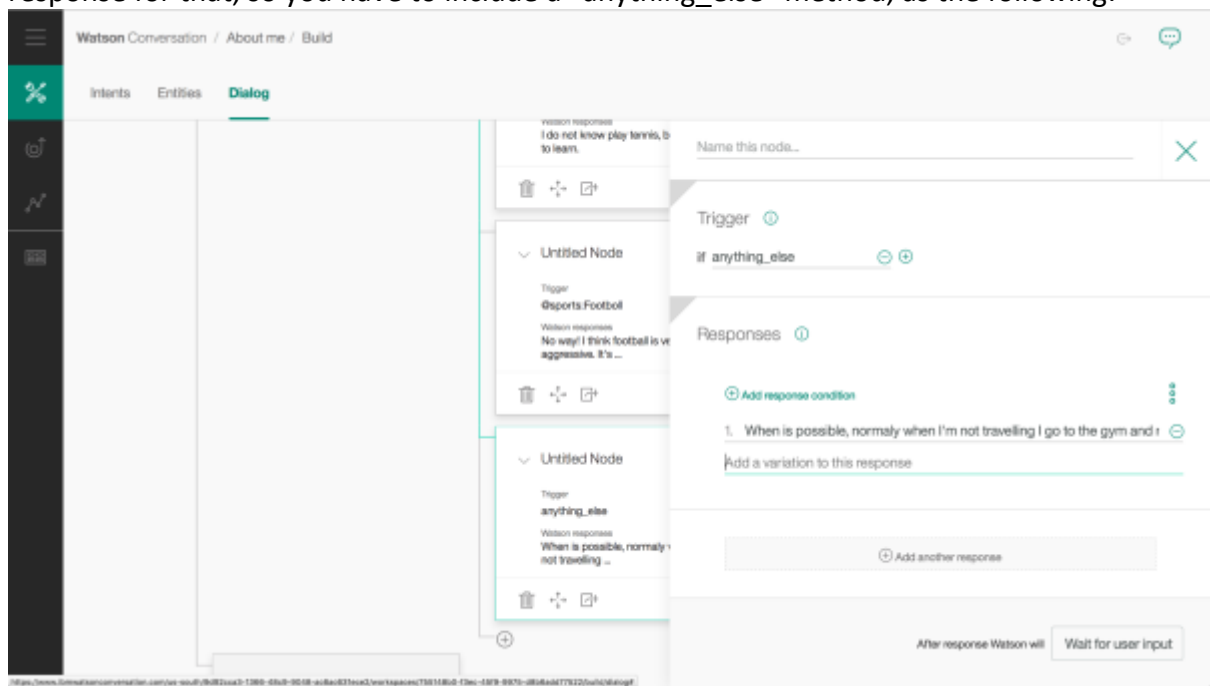 response for that, so you have to include a "anything_else" method, as the following:
Watson Conversation / About me / Build
Intents Entities Dialog
Watson responses
I do not know play tennis, b
to learn.
Untitled Node
Trigger
@sports:Football
Watson responses
No way! I think football is ve
aggressive. It's ...
Untitled Node
Trigger
anything_else
Watson responses
When is possible, normaly w
not travelling ...
Name this node...
Trigger
if anything_else
Responses
Add response condition
1. When is possible, normaly when I'm not travelling I go to the gym and r
Add a variation to this response
Add another response
After response Watson will Wait for user input